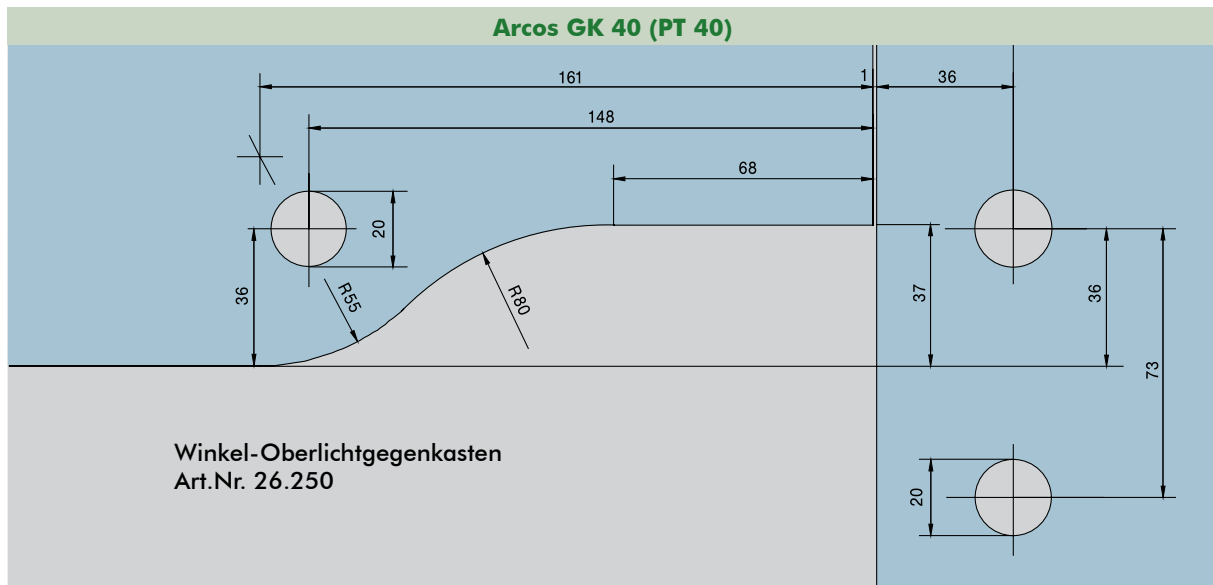 Arcos GK 40 (PT 40)
161
1
36
148
68
20
36
R55
R80
37
36
73
20
Winkel-Oberlichtgegenkasten
Art.Nr. 26.250